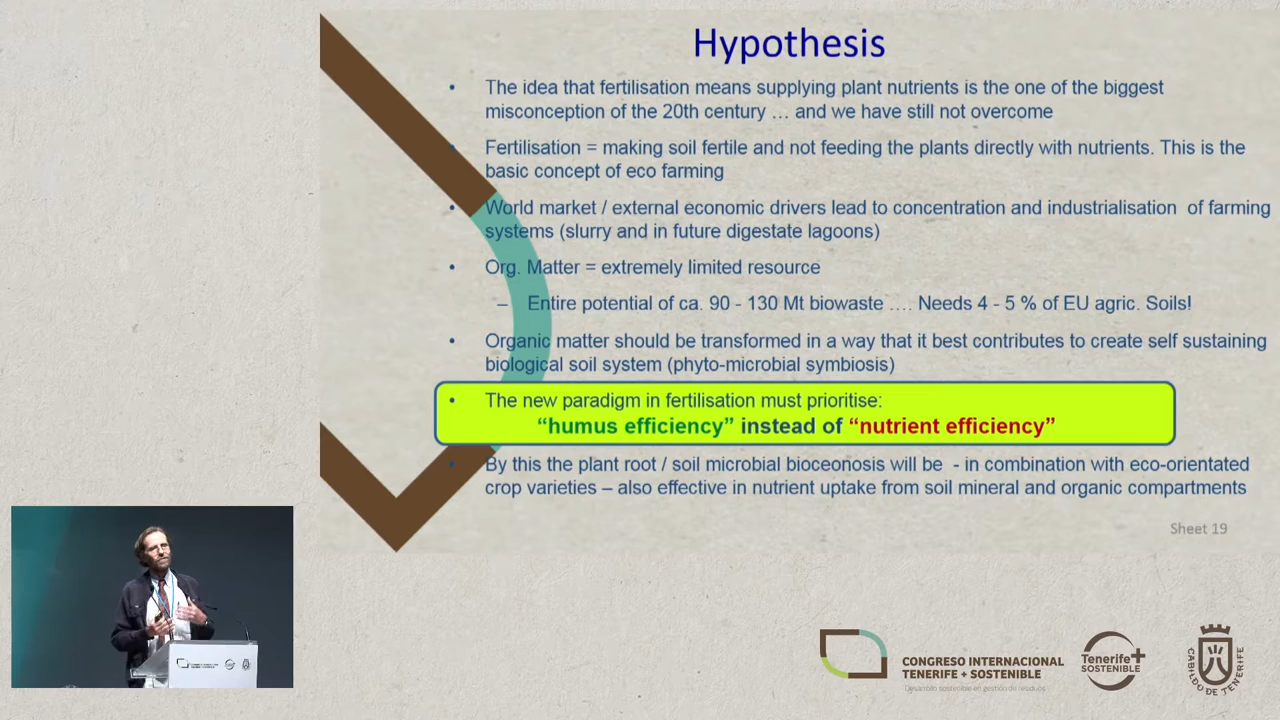 Hypothesis
• The idea that fertilisation means supplying plant nutrients is the one of the biggest
misconception of the 20th century … and we have still not overcome
• Fertilisation = making soil fertile and not feeding the plants directly with nutrients. This is the
basic concept of eco farming
• World market / external economic drivers lead to concentration and industrialisation of farming
systems (slurry and in future digestate lagoons)
• Org. Matter = extremely limited resource
– Entire potential of ca. 90 - 130 Mt biowaste …. Needs 4 - 5 % of EU agric. Soils!
• Organic matter should be transformed in a way that it best contributes to create self sustaining
biological soil system (phyto-microbial symbiosis)
• The new paradigm in fertilisation must prioritise:
“humus efficiency” instead of “nutrient efficiency”
• By this the plant root / soil microbial bioceonosis will be - in combination with eco-orientated
crop varieties – also effective in nutrient uptake from soil mineral and organic compartments
Sheet 19
CONGRESO INTERNACIONAL
TENERIFE + SOSTENIBLE
Desarrollo sostenible en gestión de residuos
Tenerife+
SOSTENIBLE
CABILDO DE TENERIFE